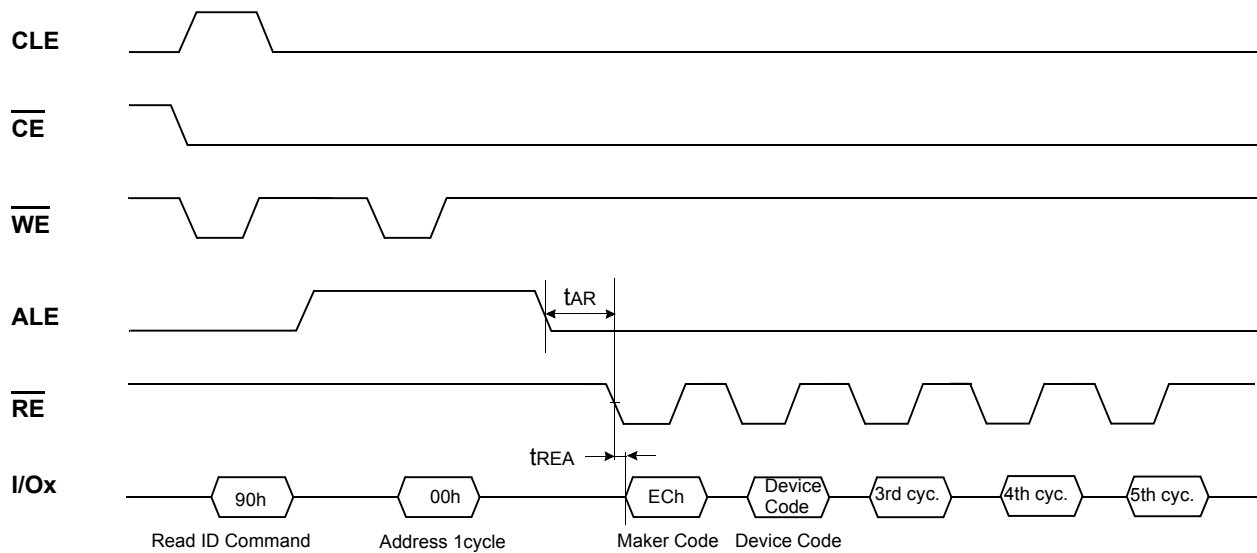 CLE
CE
WE
ALE
tAR
RE
tREA
I/Ox
90h
00h
ECh
Device
Code
3rd cyc.
4th cyc.
5th cyc.
Read ID Command
Address 1cycle
Maker Code
Device Code